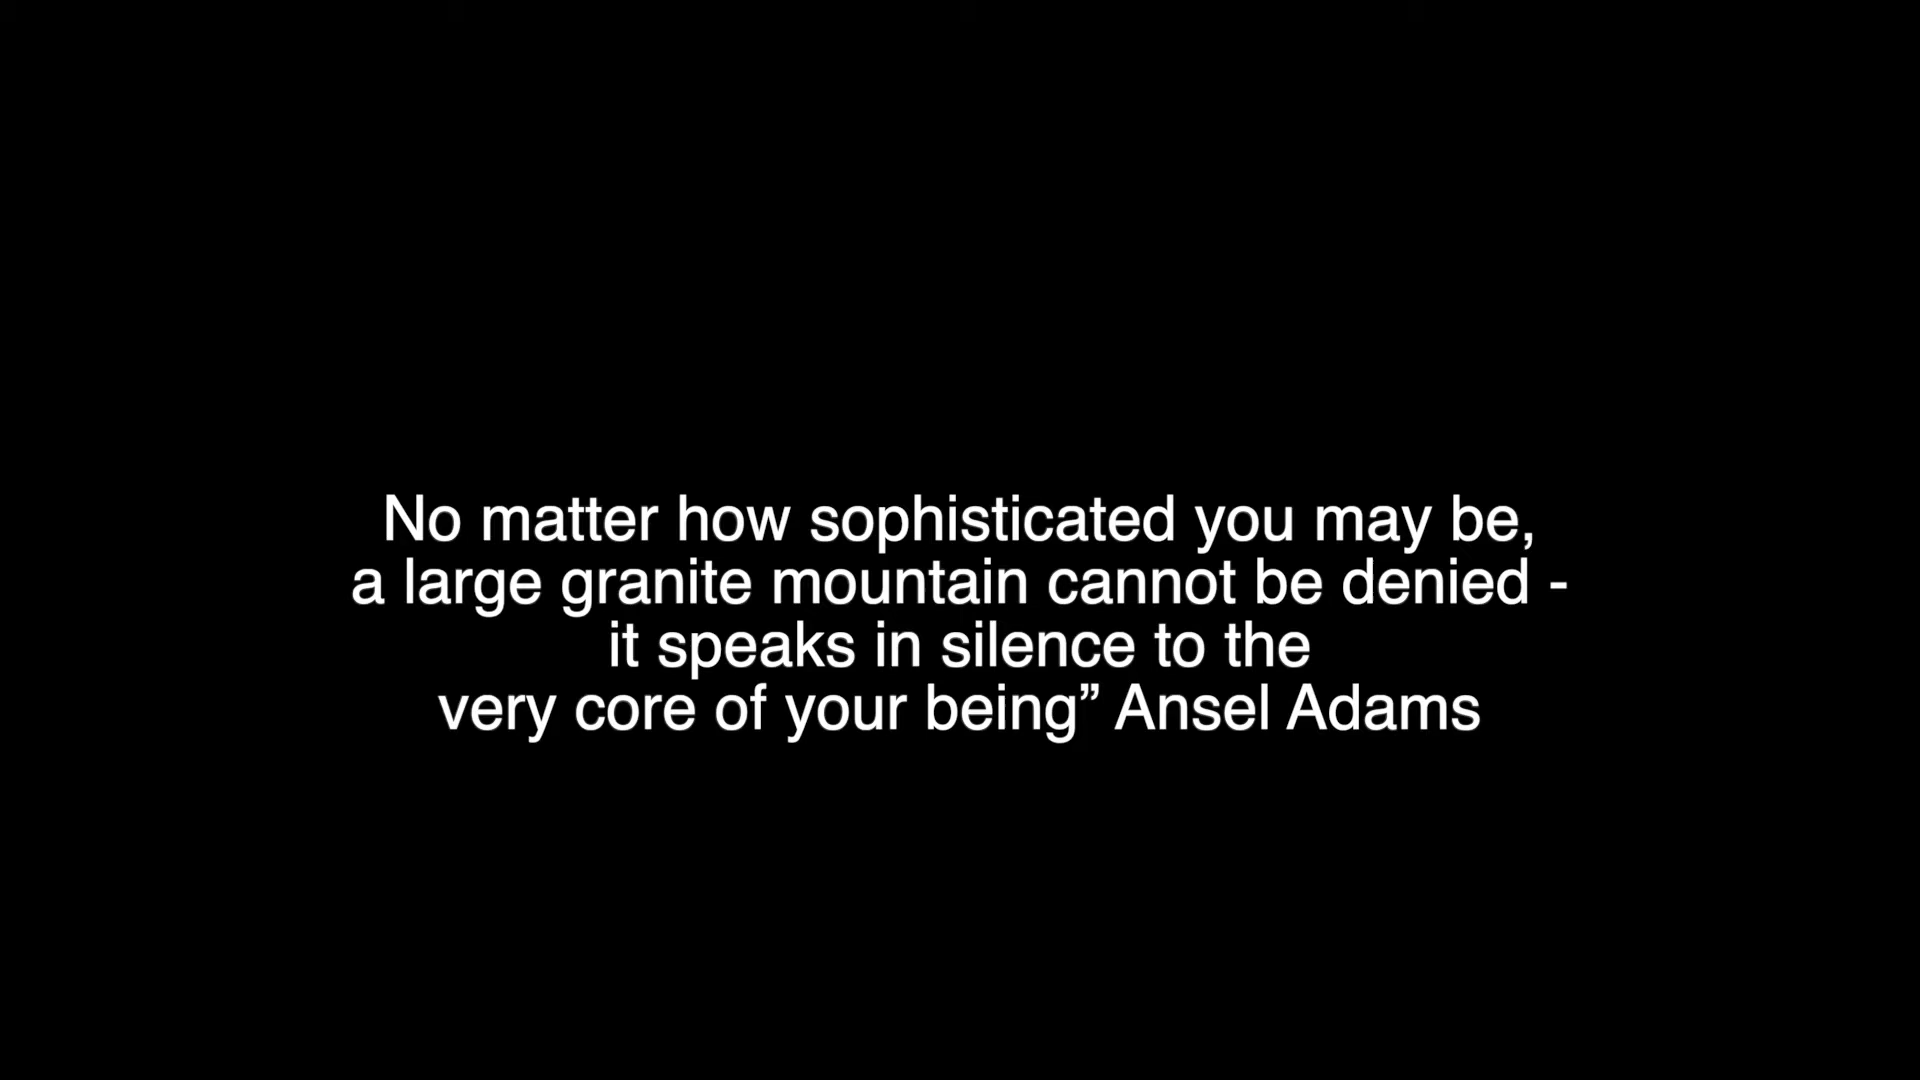 No matter how sophisticated you may be,
a large granite mountain cannot be denied -
it speaks in silence to the
very core of your being” Ansel Adams